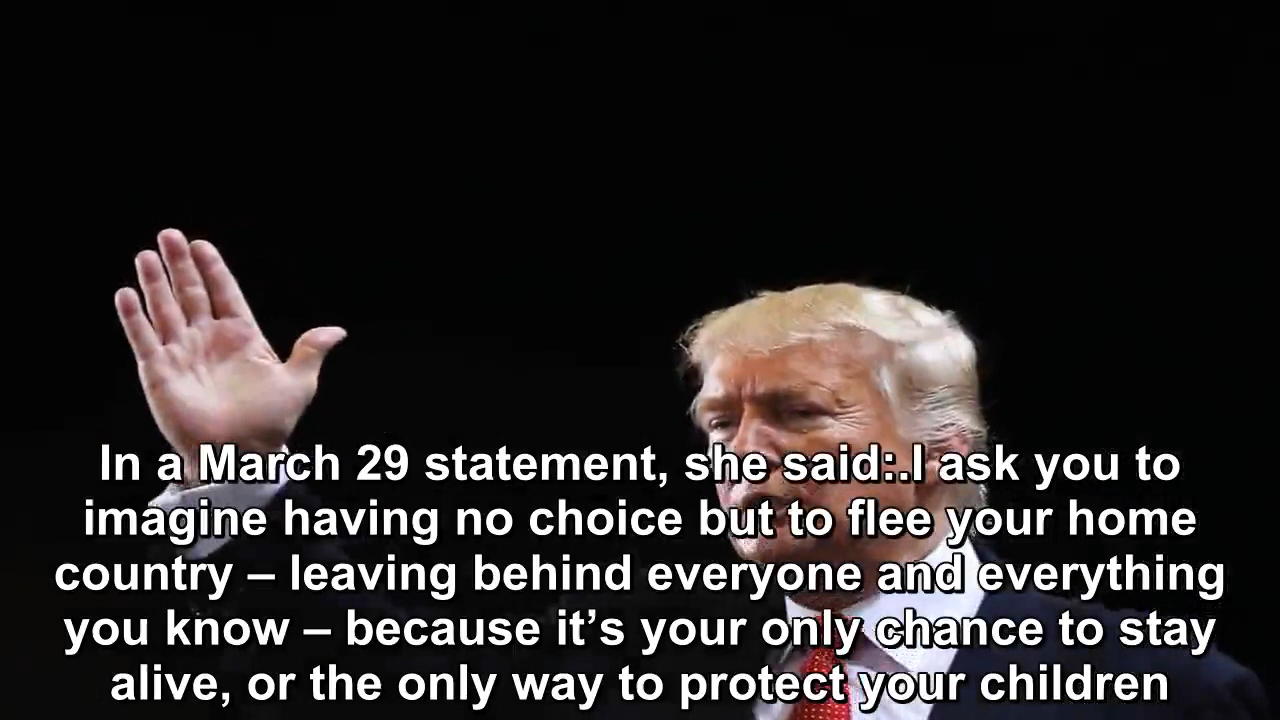 In a March 29 statement, she said:.I ask you to
imagine having no choice but to flee your home
country – leaving behind everyone and everything
you know – because it’s your only chance to stay
alive, or the only way to protect your children